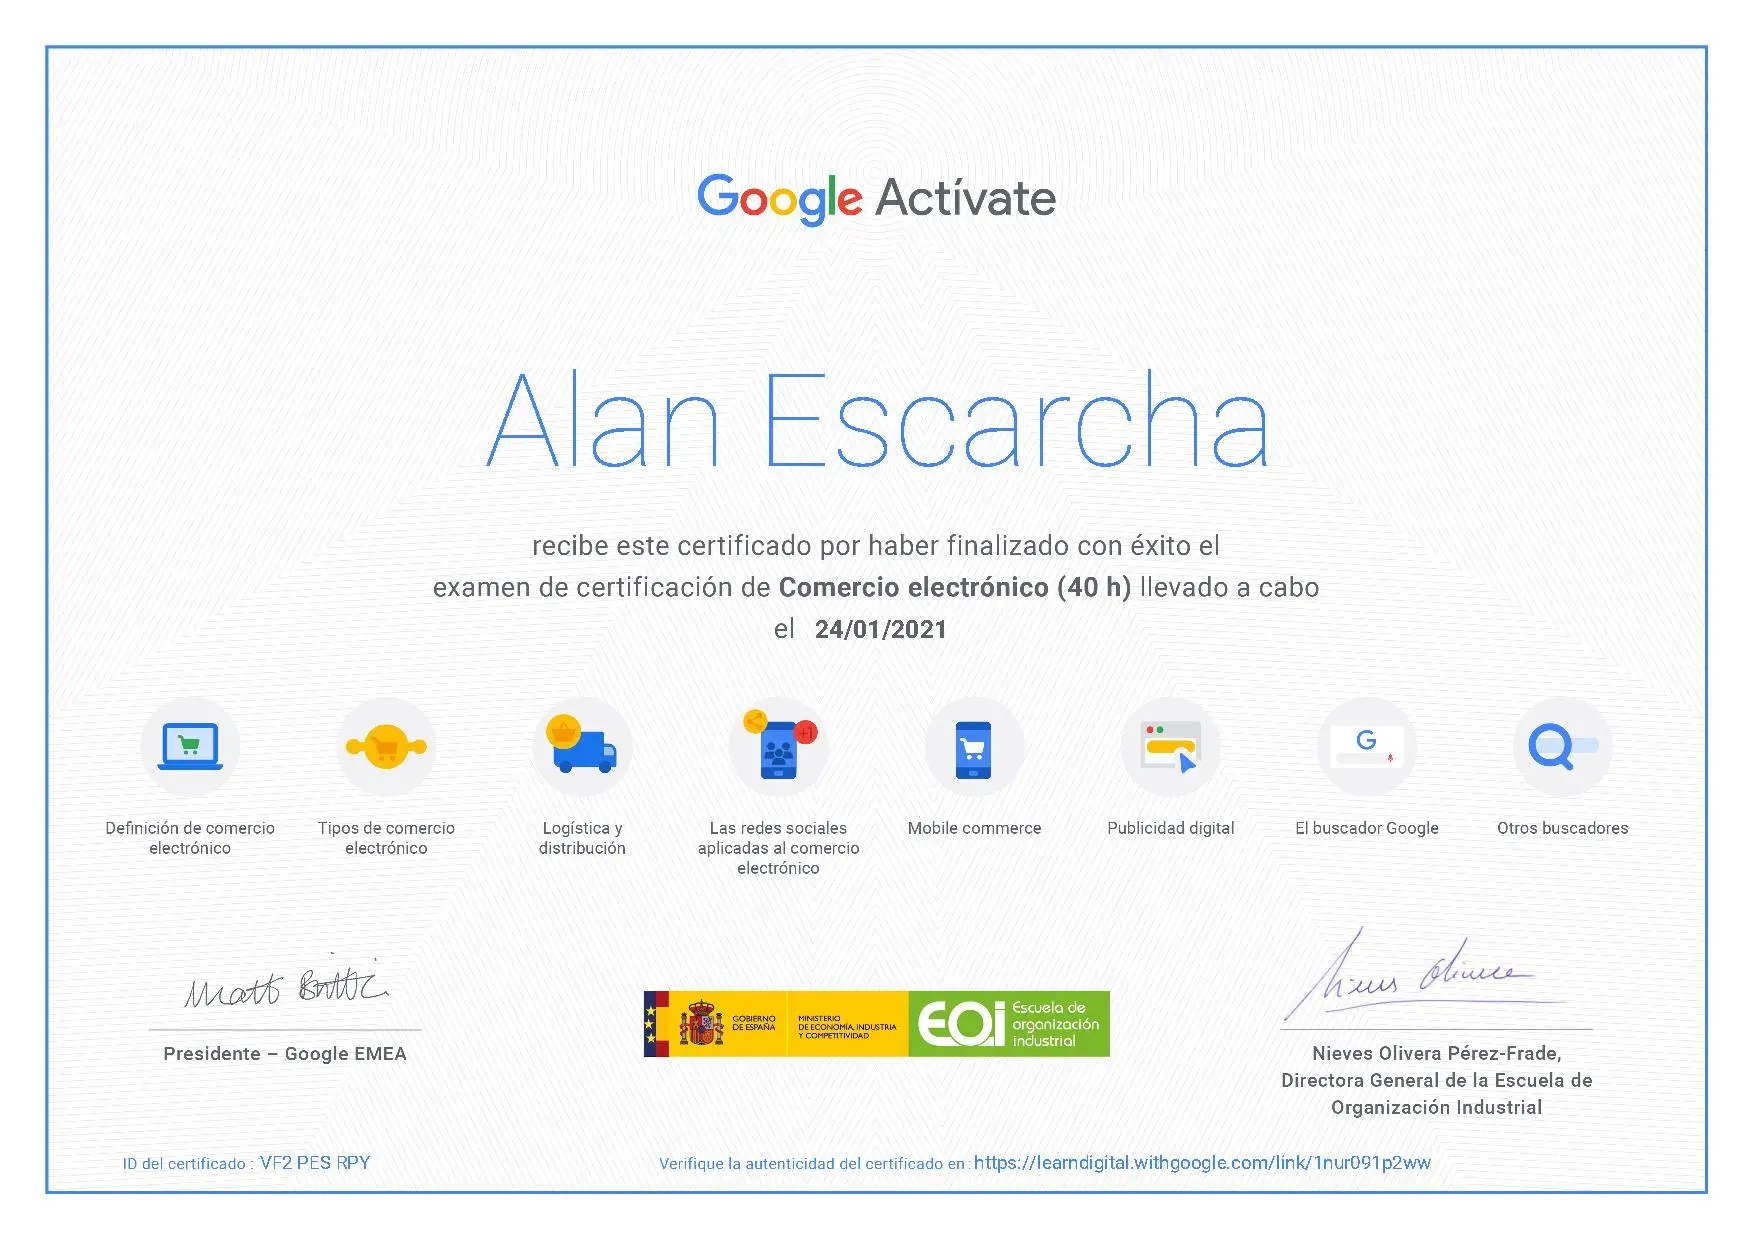 Google Actívate
Alan Escarcha
recibe este certificado por haber finalizado con éxito el
examen de certificación de Comercio electrónico (40 h) llevado a cabo
el 24/01/2021
+1
G
Definición de comercio
electrónico
Tipos de comercio
electrónico
Logística y
distribución
Las redes sociales
aplicadas al comercio
electrónico
Mobile commerce
Publicidad digital
El buscador Google
Otros buscadores
Matt Brittin
Presidente – Google EMEA
GOBIERNO
DE ESPAÑA
MINISTERIO
DE ECONOMÍA, INDUSTRIA
Y COMPETITIVIDAD
EOi
Escuela de
organización
industrial
Nieves Olivera
Nieves Olivera Pérez-Frade,
Directora General de la Escuela de
Organización Industrial
ID del certificado : VF2 PES RPY
Verifique la autenticidad del certificado en : https://learndigital.withgoogle.com/link/1nur091p2ww